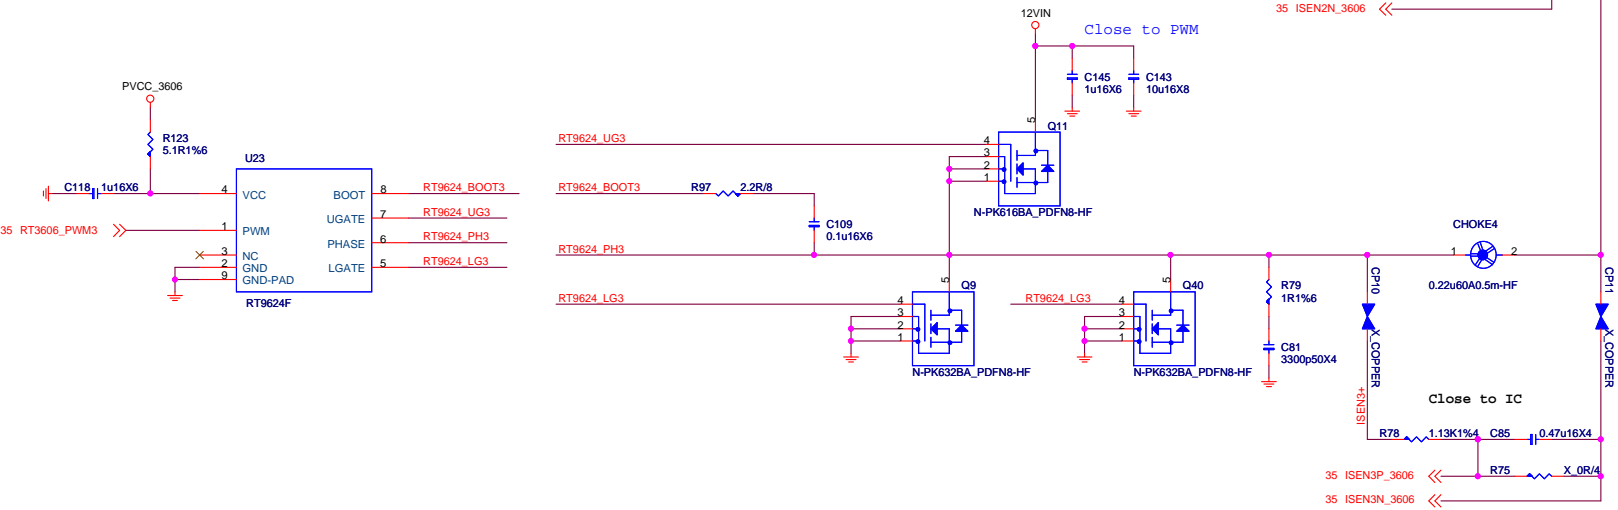 35 ISEN2N_3606
12VIN
Close to PWM
C145
1u16X6
C143
10u16X8
PVCC_3606
R123
5.1R1%6
U23
C118
1u16X6
4
VCC
BOOT
8
RT9624_BOOT3
UGATE
7
RT9624_UG3
35 RT3606_PWM3
1
PWM
PHASE
6
RT9624_PH3
3
NC
2
GND
LGATE
5
RT9624_LG3
9
GND-PAD
RT9624F
RT9624_UG3
5
Q11
4
3
2
1
N-PK616BA_PDFN8-HF
RT9624_BOOT3
R97
2.2R/8
C109
0.1u16X6
RT9624_PH3
RT9624_LG3
5
Q9
4
3
2
1
N-PK632BA_PDFN8-HF
RT9624_LG3
5
Q40
4
3
2
1
N-PK632BA_PDFN8-HF
R79
1R1%6
C81
3300p50X4
CHOKE4
1
2
0.22u60A0.5m-HF
CP10
X_COPPER
CP11
X_COPPER
ISEN3+
Close to IC
R78
1.13K1%4
C85
0.47u16X4
35 ISEN3P_3606
R75
X_0R/4
35 ISEN3N_3606